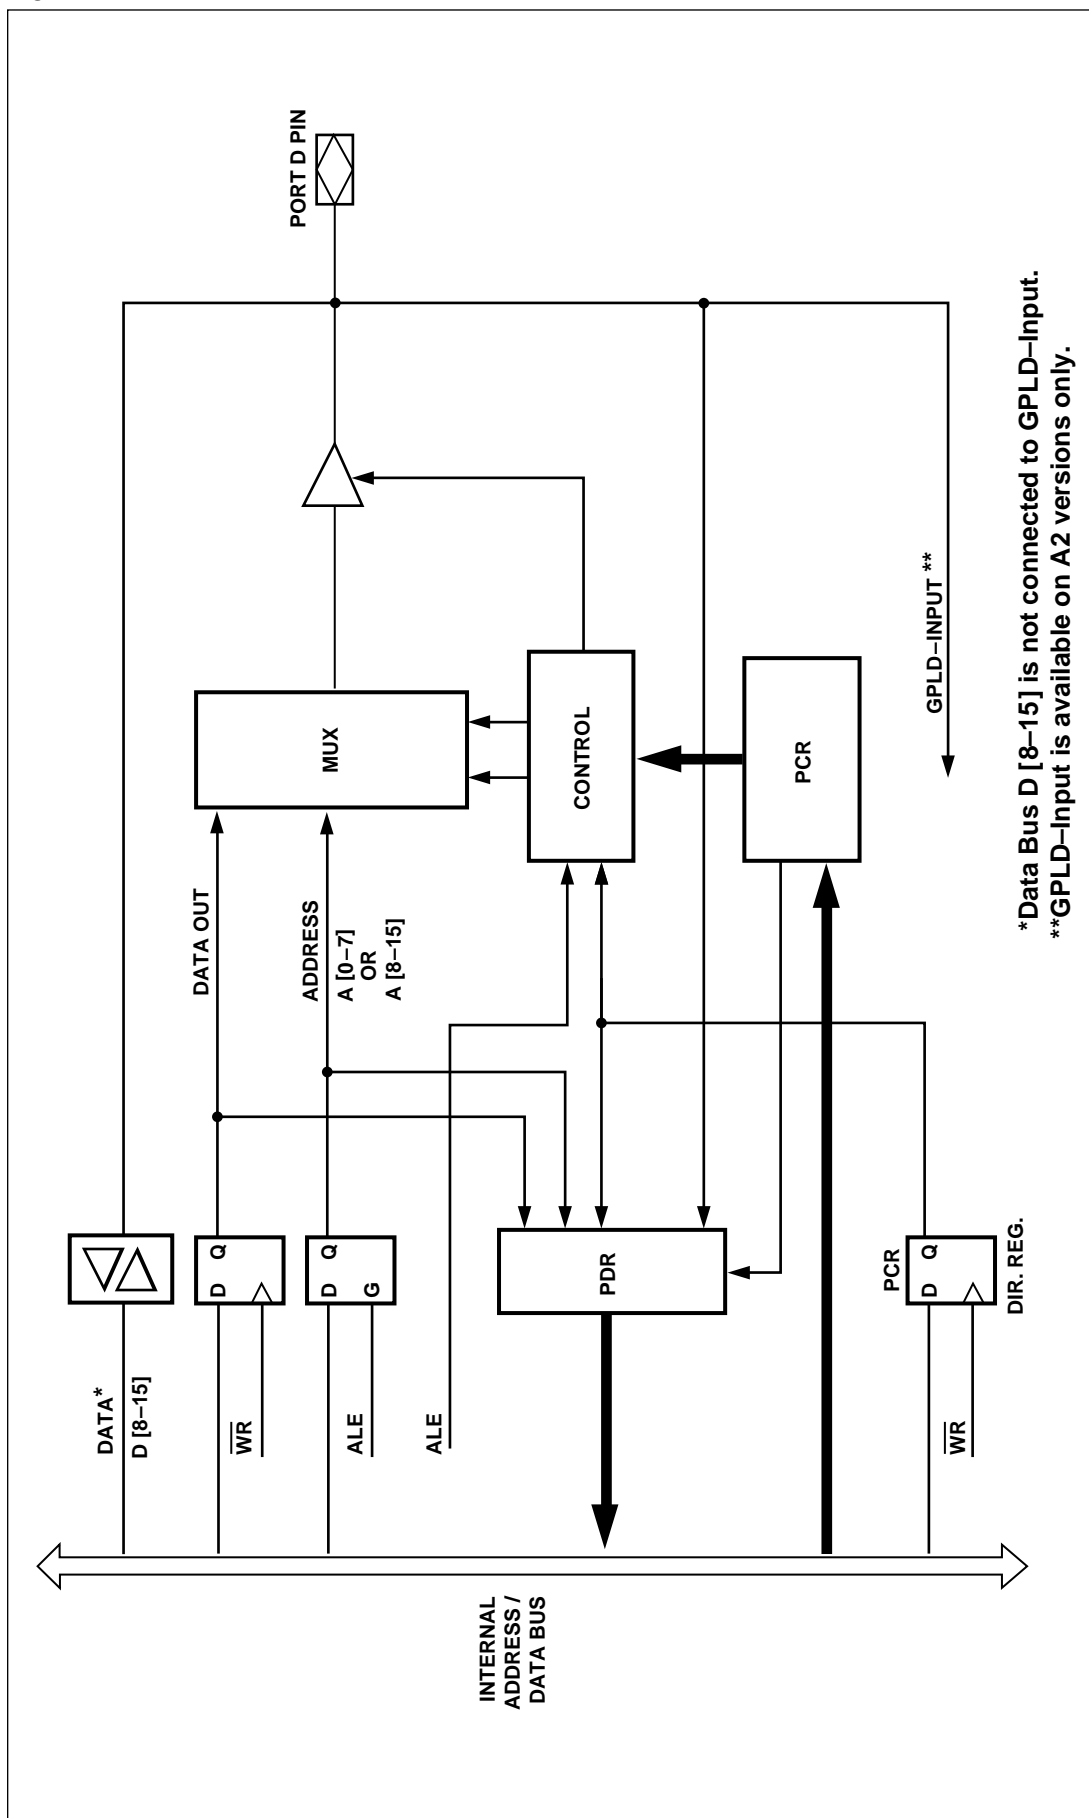 INTERNAL
ADDRESS /
DATA BUS
DATA*
D [8–15]
WR
ALE
ALE
WR
D Q
D Q
G
PDR
PCR
D Q
DIR. REG.
DATA OUT
ADDRESS
A [0–7]
OR
A [8–15]
MUX
CONTROL
PCR
GPLD–INPUT **
PORT D PIN
*Data Bus D [8–15] is not connected to GPLD–Input.
**GPLD–Input is available on A2 versions only.